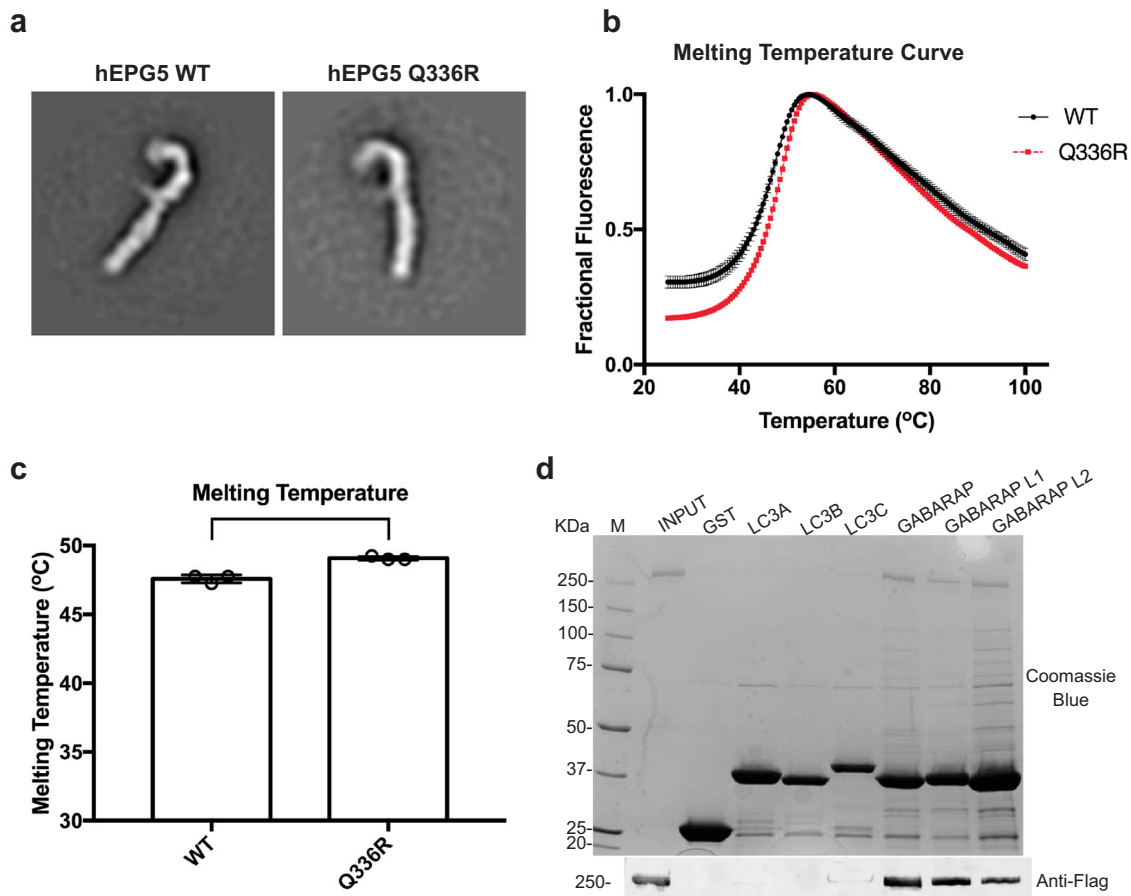 a
hEPG5 WT
hEPG5 Q336R
b
Melting Temperature Curve
Fractional Fluorescence
1.0
0.5
0.0
20
40
60
80
100
Temperature (ºC)
WT
Q336R
c
Melting Temperature
Melting Temperature (ºC)
50
45
40
35
30
WT
Q336R
d
KDa
M
INPUT
GST
LC3A
LC3B
LC3C
GABARAP
GABARAP L1
GABARAP L2
250-
150-
100-
75-
50-
37-
25-
20-
Coomassie
Blue
250-
Anti-Flag